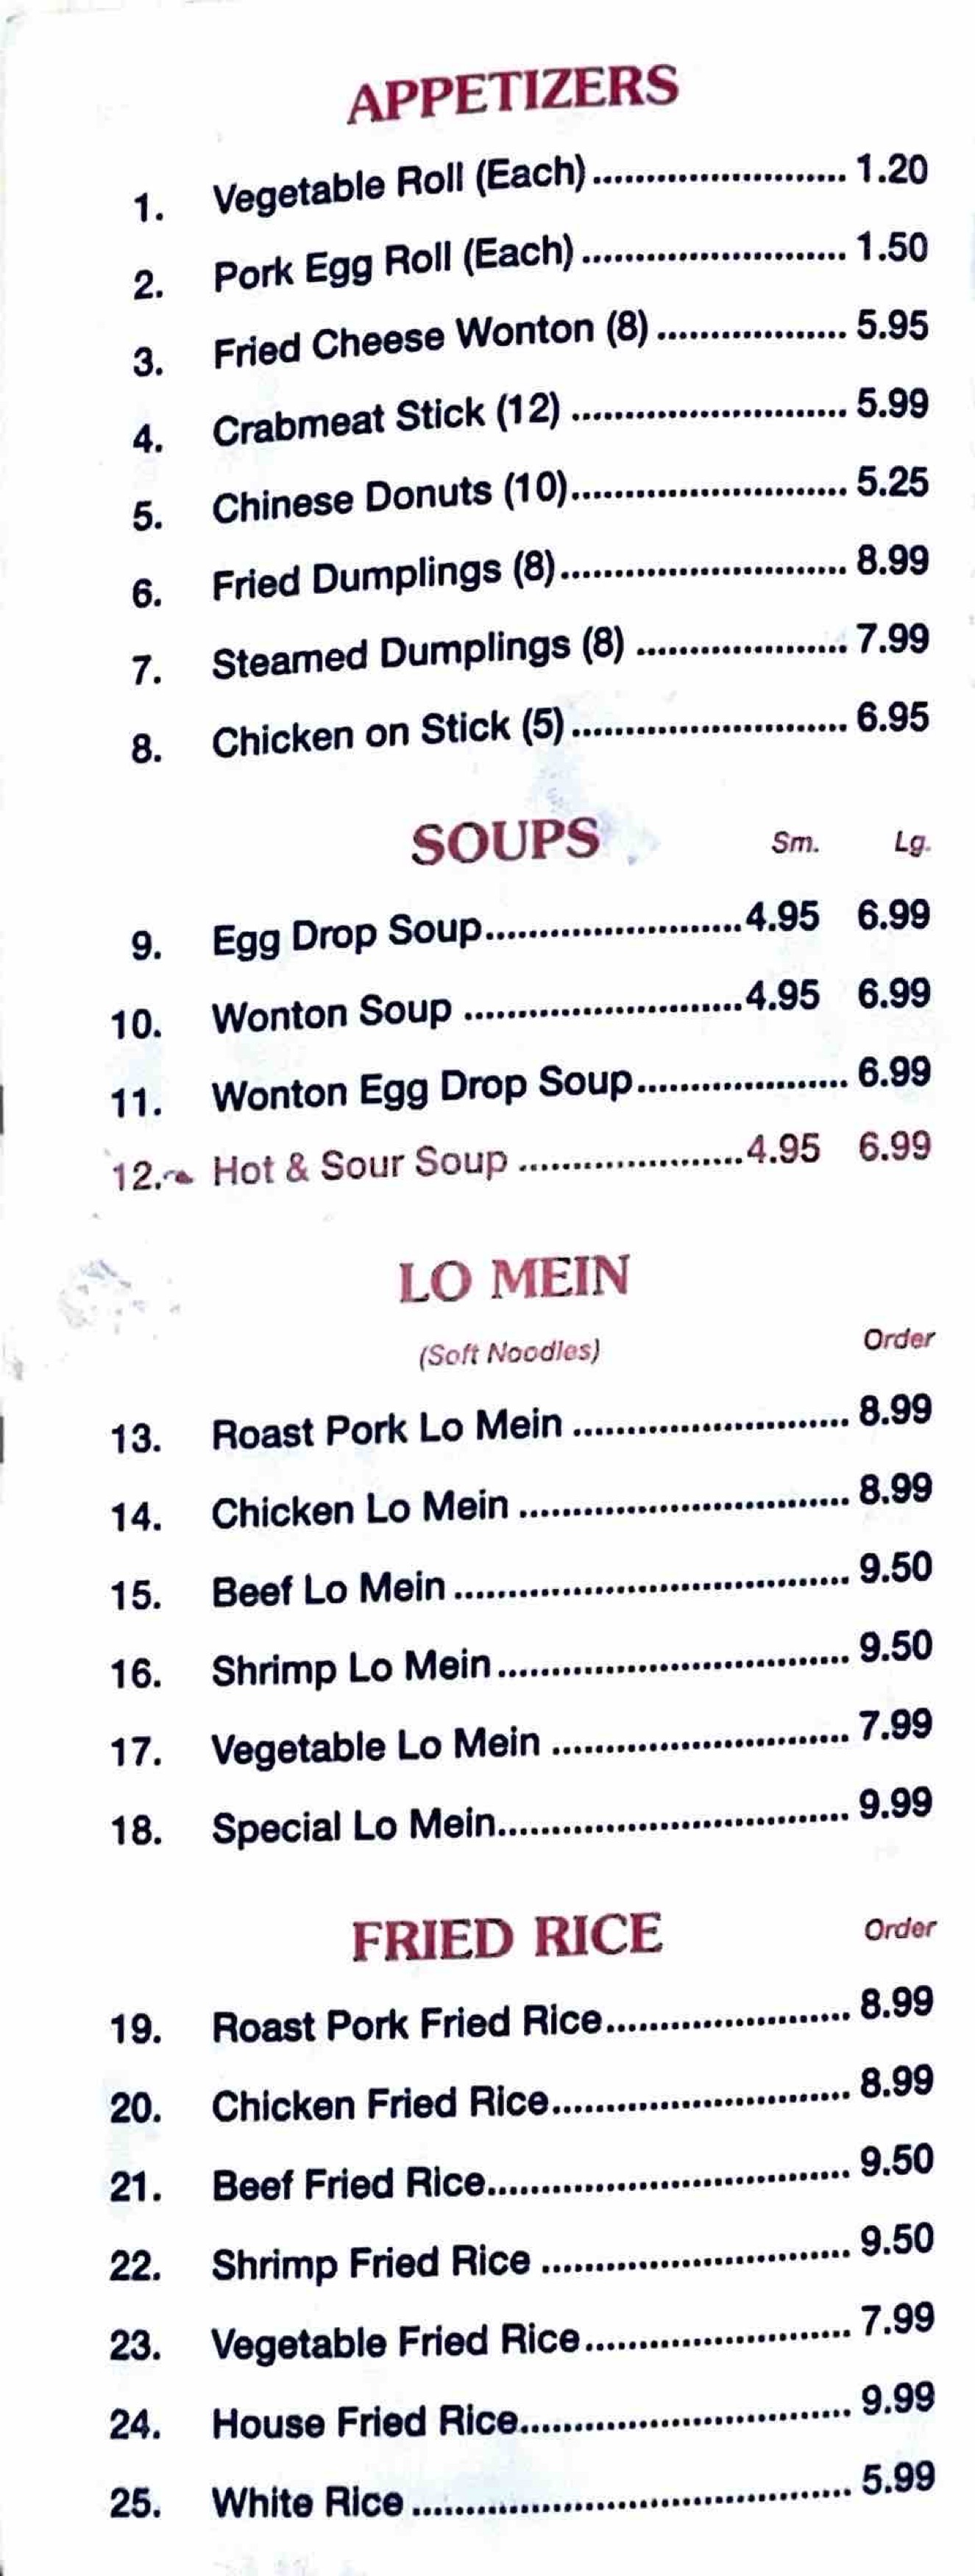 APPETIZERS
1. Vegetable Roll (Each)........................ 1.20
2. Pork Egg Roll (Each) ......................... 1.50
3. Fried Cheese Wonton (8) .................. 5.95
4. Crabmeat Stick (12) .......................... 5.99
5. Chinese Donuts (10).......................... 5.25
6. Fried Dumplings (8)........................... 8.99
7. Steamed Dumplings (8) .................... 7.99
8. Chicken on Stick (5) .......................... 6.95
SOUPS Sm. Lg.
9. Egg Drop Soup........................4.95 6.99
10. Wonton Soup ..........................4.95 6.99
11. Wonton Egg Drop Soup.................... 6.99
12. Hot & Sour Soup .....................4.95 6.99
LO MEIN
(Soft Noodles) Order
13. Roast Pork Lo Mein .......................... 8.99
14. Chicken Lo Mein ............................... 8.99
15. Beef Lo Mein ..................................... 9.50
16. Shrimp Lo Mein................................. 9.50
17. Vegetable Lo Mein ............................ 7.99
18. Special Lo Mein................................. 9.99
FRIED RICE Order
19. Roast Pork Fried Rice....................... 8.99
20. Chicken Fried Rice............................ 8.99
21. Beef Fried Rice.................................. 9.50
22. Shrimp Fried Rice ............................. 9.50
23. Vegetable Fried Rice......................... 7.99
24. House Fried Rice............................... 9.99
25. White Rice ......................................... 5.99